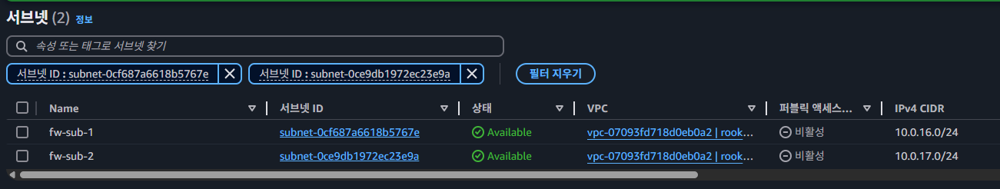 서브넷 (2) 정보
속성 또는 태그로 서브넷 찾기
서브넷 ID : subnet-0cf687a6618b5767e 서브넷 ID : subnet-0ce9db1972ec23e9a 필터 지우기
Name 서브넷 ID 상태 VPC 퍼블릭 액세스... IPv4 CIDR
fw-sub-1 subnet-0cf687a6618b5767e Available vpc-07093fd718d0eb0a2 | rook... 비활성 10.0.16.0/24
fw-sub-2 subnet-0ce9db1972ec23e9a Available vpc-07093fd718d0eb0a2 | rook... 비활성 10.0.17.0/24